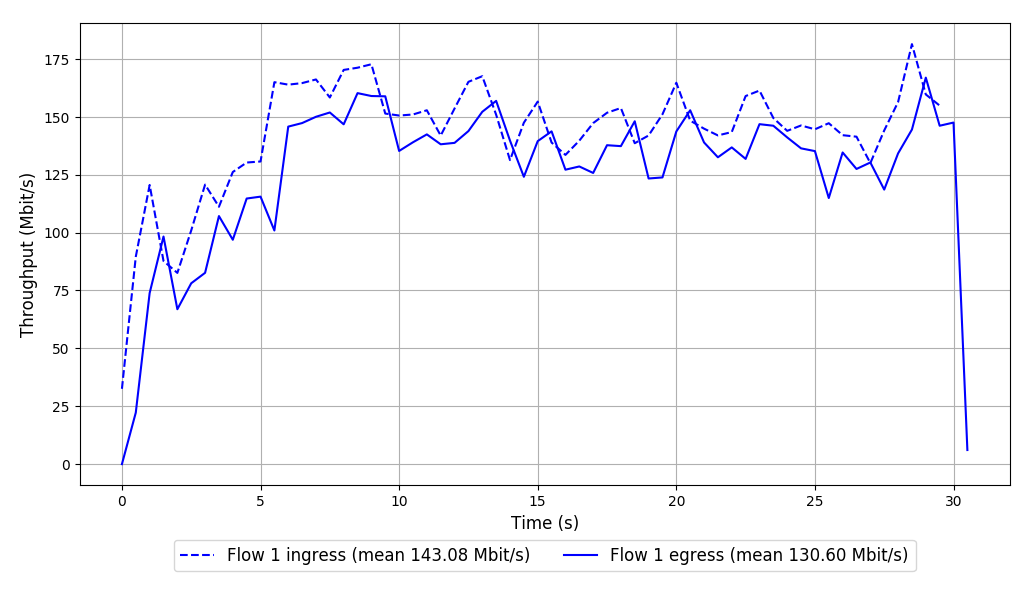 Throughput (Mbit/s)
175
150
125
100
75
50
25
0
0 5 10 15 20 25 30
Time (s)
Flow 1 ingress (mean 143.08 Mbit/s) Flow 1 egress (mean 130.60 Mbit/s)